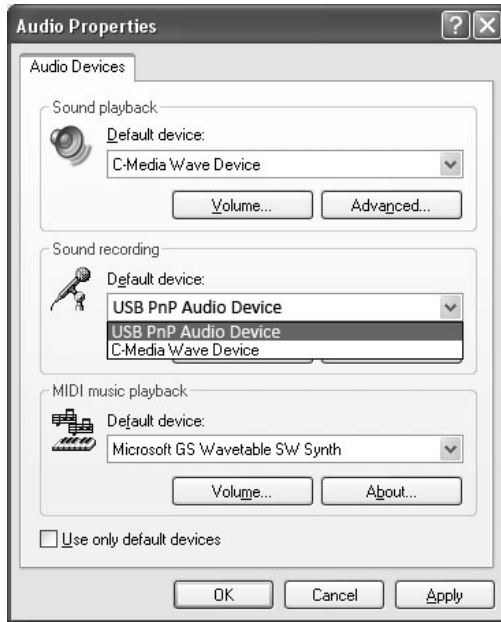 Audio Properties
Audio Devices
Sound playback
Default device:
C-Media Wave Device
Volume...
Advanced...
Sound recording
Default device:
USB PnP Audio Device
USB PnP Audio Device
C-Media Wave Device
MIDI music playback
Default device:
Microsoft GS Wavetable SW Synth
Volume...
About...
Use only default devices
OK
Cancel
Apply